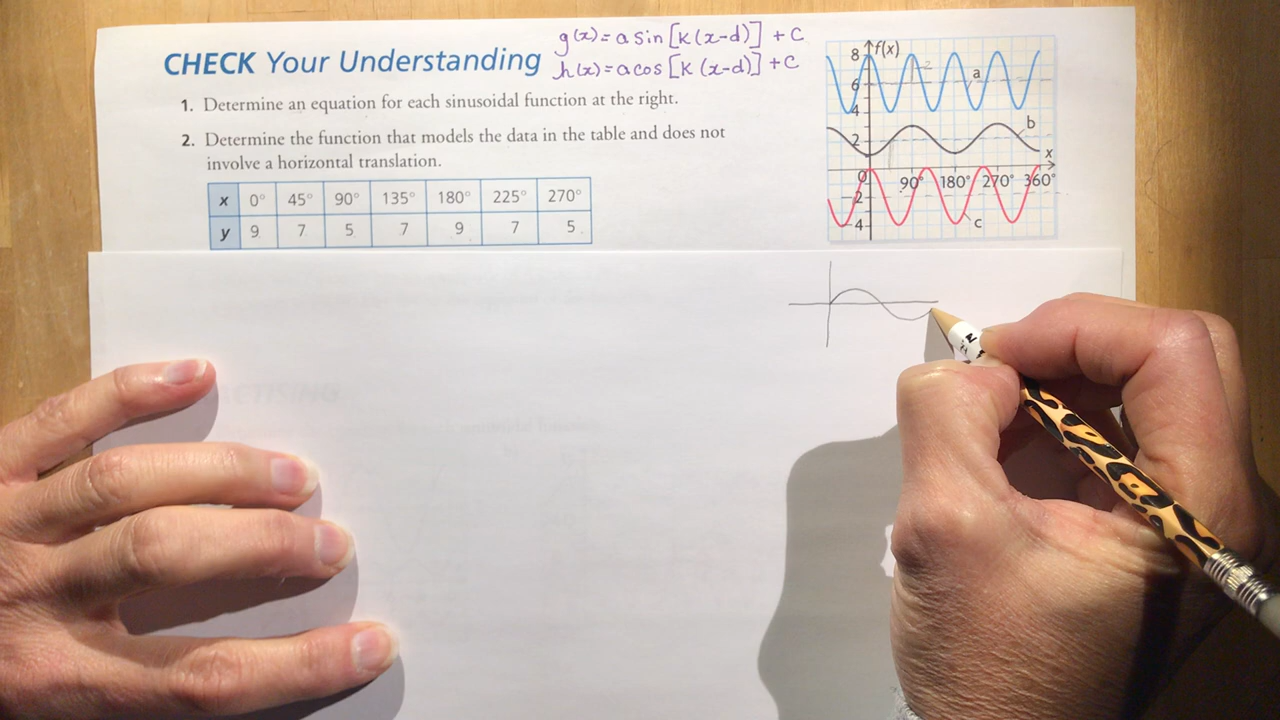 CHECK Your Understanding
g(x) = a sin [k(x-d)] + c
h(x) = a cos [k(x-d)] + c
1. Determine an equation for each sinusoidal function at the right.
2. Determine the function that models the data in the table and does not
involve a horizontal translation.
x 0° 45° 90° 135° 180° 225° 270°
y 9 7 5 7 9 7 5
8 f(x)
a
6
4
b
2
x
0 90° 180° 270° 360°
-2
c
-4